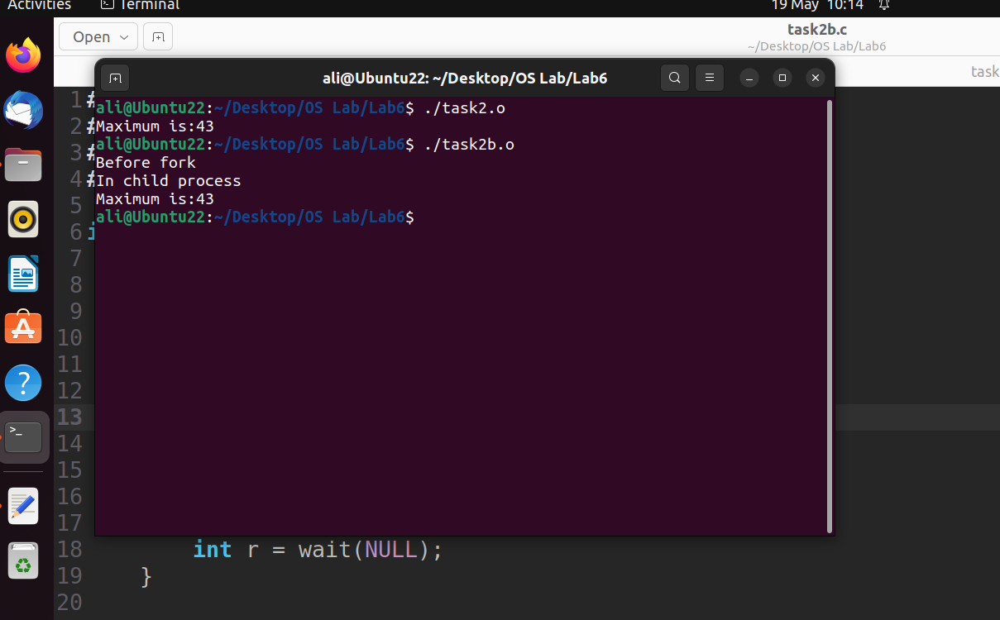 Activities
Terminal
19 May 10:14
Open
task2b.c
~/Desktop/OS Lab/Lab6
task
ali@Ubuntu22: ~/Desktop/OS Lab/Lab6
ali@Ubuntu22:~/Desktop/OS Lab/Lab6$ ./task2.o
Maximum is:43
ali@Ubuntu22:~/Desktop/OS Lab/Lab6$ ./task2b.o
Before fork
In child process
Maximum is:43
ali@Ubuntu22:~/Desktop/OS Lab/Lab6$
1 #
2 #
3 #
4 #
5
6 i
7
8
9
10
11
12
13
14
15
16
17
18 int r = wait(NULL);
19 }
20